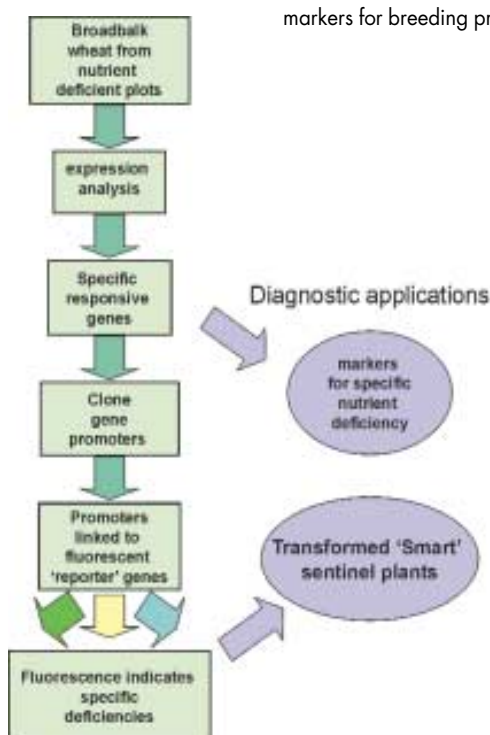 markers for breeding pr
Broadbalk
wheat from
nutrient
deficient plots
expression
analysis
Specific
responsive
genes
Diagnostic applications
markers
for specific
nutrient
deficiency
Clone
gene
promoters
Promoters
linked to
fluorescent
'reporter' genes
Transformed 'Smart'
sentinel plants
Fluorescence indicates
specific
deficiencies